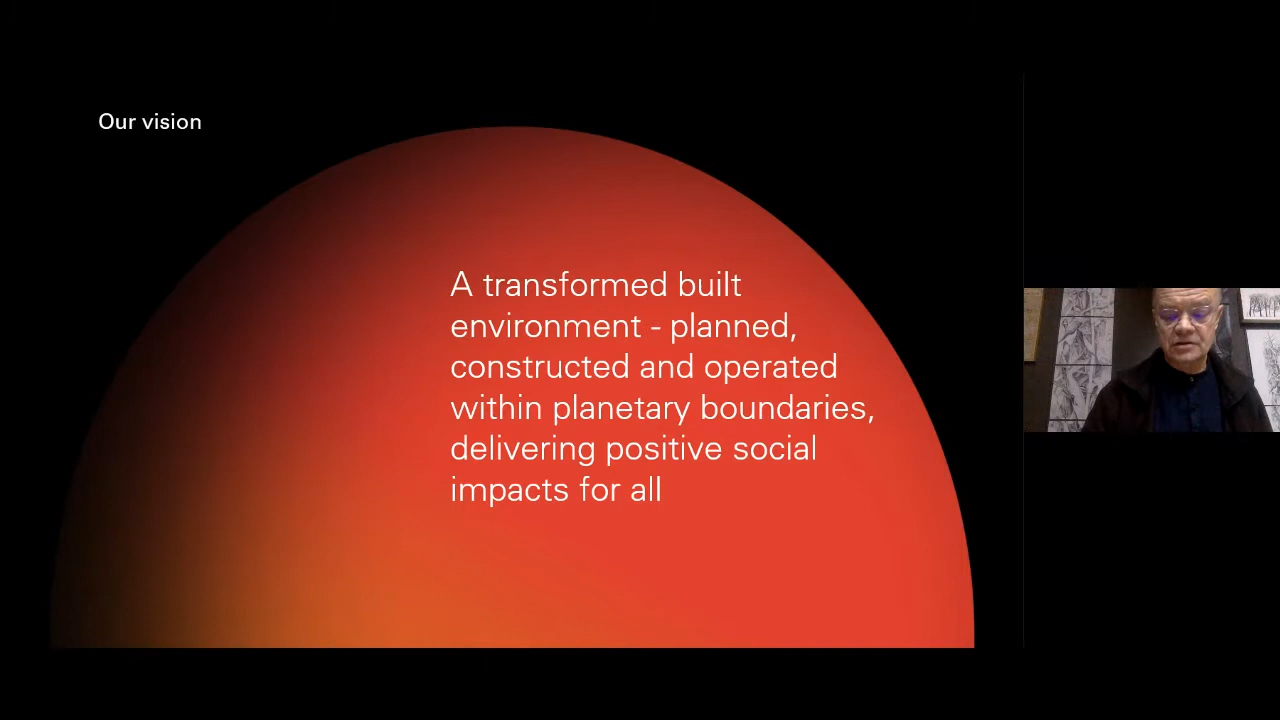 Our vision
A transformed built
environment - planned,
constructed and operated
within planetary boundaries,
delivering positive social
impacts for all